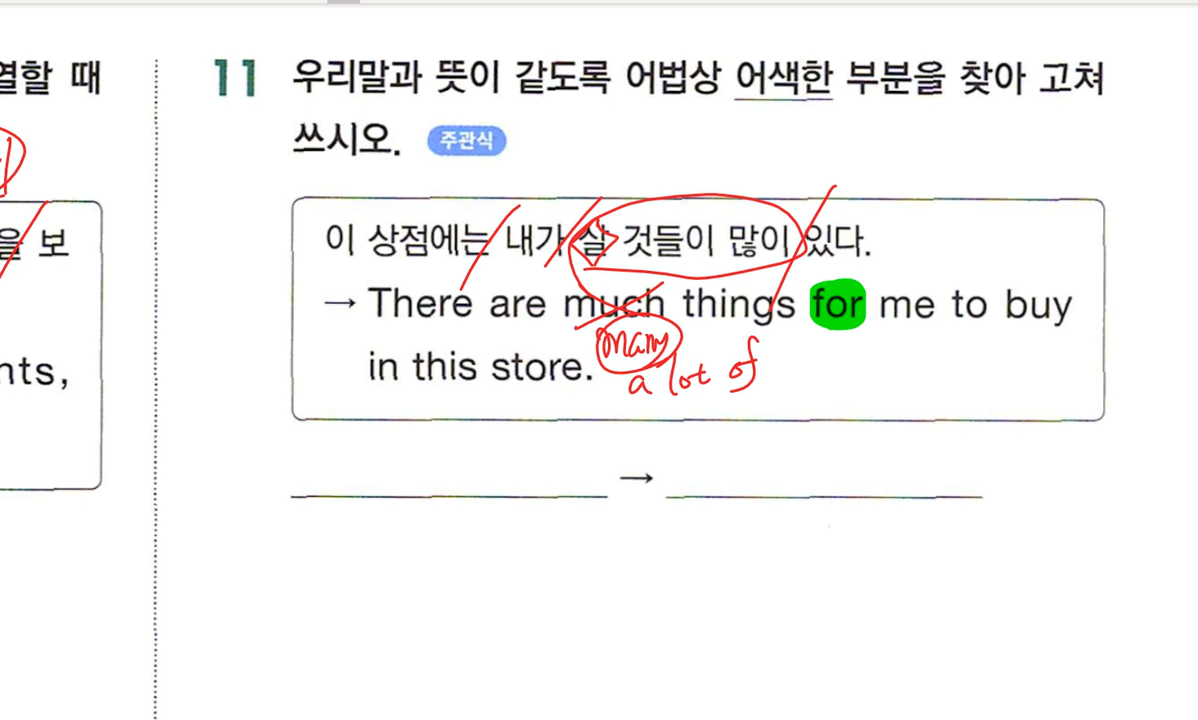 열할 때
을 보
nts,
11 우리말과 뜻이 같도록 어법상 어색한 부분을 찾아 고쳐
쓰시오. 주관식
이 상점에는 내가 살 것들이 많이 있다.
→ There are much things for me to buy
many
in this store.
a lot of
→